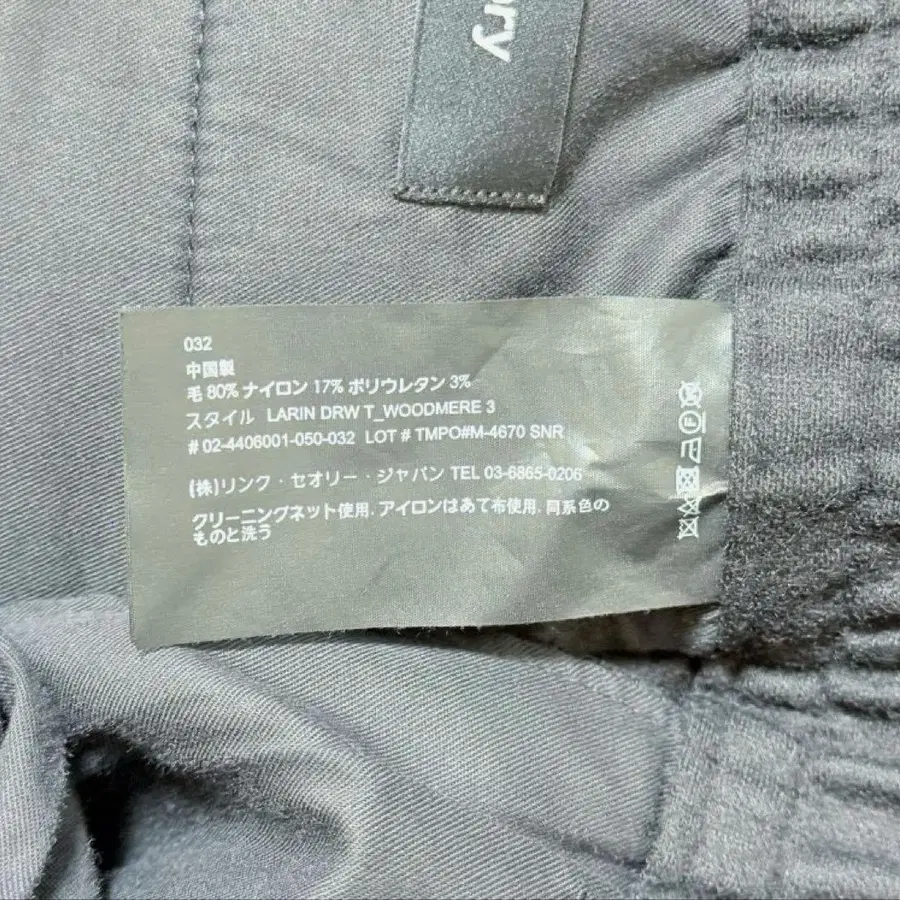 ory
032
中国製
毛 80% ナイロン 17% ポリウレタン 3%
スタイル LARIN DRW T_WOODMERE 3
# 02-4406001-050-032 LOT # TMPO#M-4670 SNR
(株)リンク・セオリー・ジャパン TEL 03-6865-0206
クリーニングネット使用. アイロンはあて布使用. 同系色の
ものと洗う
F